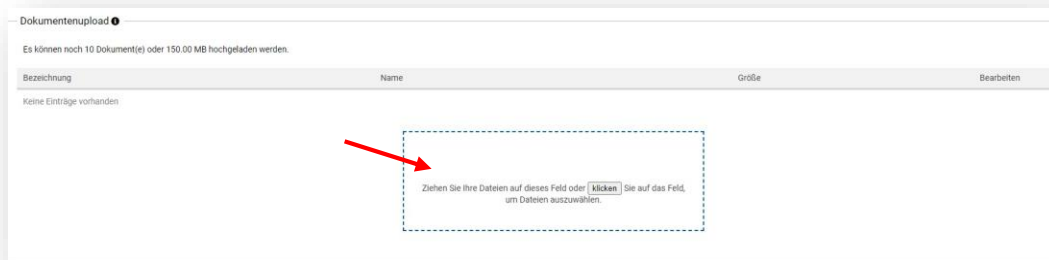 Dokumentenupload
Es können noch 10 Dokument(e) oder 150.00 MB hochgeladen werden.
Bezeichnung Name Größe Bearbeiten
Keine Einträge vorhanden
Ziehen Sie Ihre Dateien auf dieses Feld oder klicken Sie auf das Feld,
um Dateien auszuwählen.